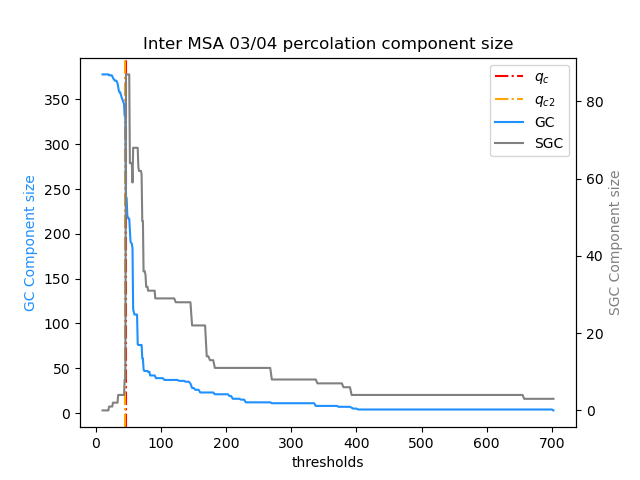 Inter MSA 03/04 percolation component size
q_c
q_c2
GC
SGC
GC Component size
350
300
250
200
150
100
50
0
SGC Component size
80
60
40
20
0
0 100 200 300 400 500 600 700
thresholds